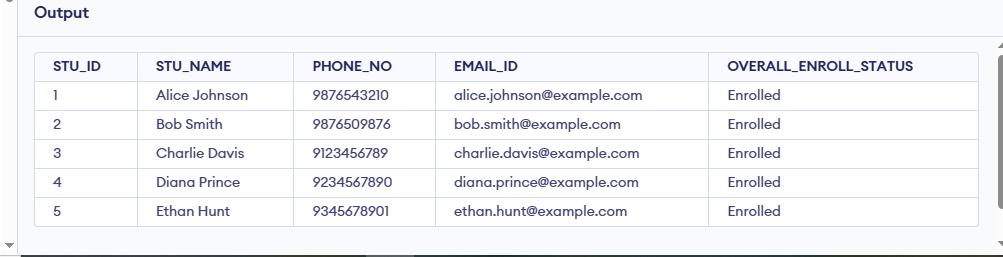 Output
STU_ID STU_NAME PHONE_NO EMAIL_ID OVERALL_ENROLL_STATUS
1 Alice Johnson 9876543210 alice.johnson@example.com Enrolled
2 Bob Smith 9876509876 bob.smith@example.com Enrolled
3 Charlie Davis 9123456789 charlie.davis@example.com Enrolled
4 Diana Prince 9234567890 diana.prince@example.com Enrolled
5 Ethan Hunt 9345678901 ethan.hunt@example.com Enrolled